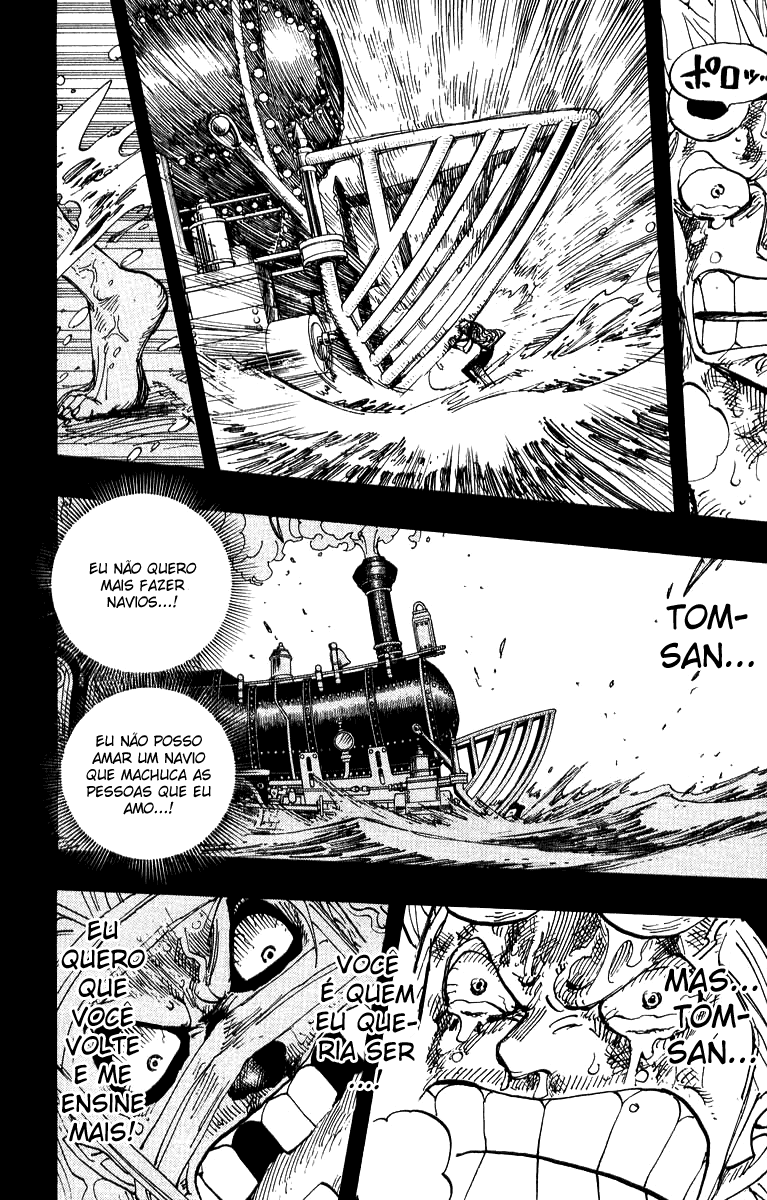 ポロッ...
TOM-
SAN...
EU NÃO QUERO
MAIS FAZER
NAVIOS...!
EU NÃO POSSO
AMAR UM NAVIO
QUE MACHUCA AS
PESSOAS QUE EU
AMO...!
MAS...
TOM-
SAN...
VOCÊ
É QUEM
EU QUE-
RIA SER
...!
EU
QUERO
QUE
VOCÊ
VOLTE
E ME
ENSINE
MAIS!